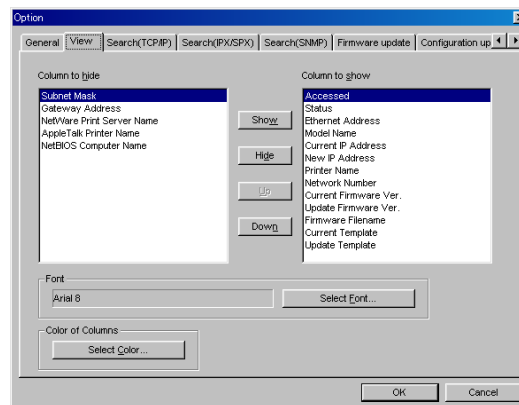 Option
General View Search(TCP/IP) Search(IPX/SPX) Search(SNMP) Firmware update Configuration up
Column to hide
Column to show
Subnet Mask
Gateway Address
NetWare Print Server Name
AppleTalk Printer Name
NetBIOS Computer Name
Show
Hide
Up
Down
Accessed
Status
Ethernet Address
Model Name
Current IP Address
New IP Address
Printer Name
Network Number
Current Firmware Ver.
Update Firmware Ver.
Firmware Filename
Current Template
Update Template
Font
Arial 8
Select Font...
Color of Columns
Select Color...
OK
Cancel